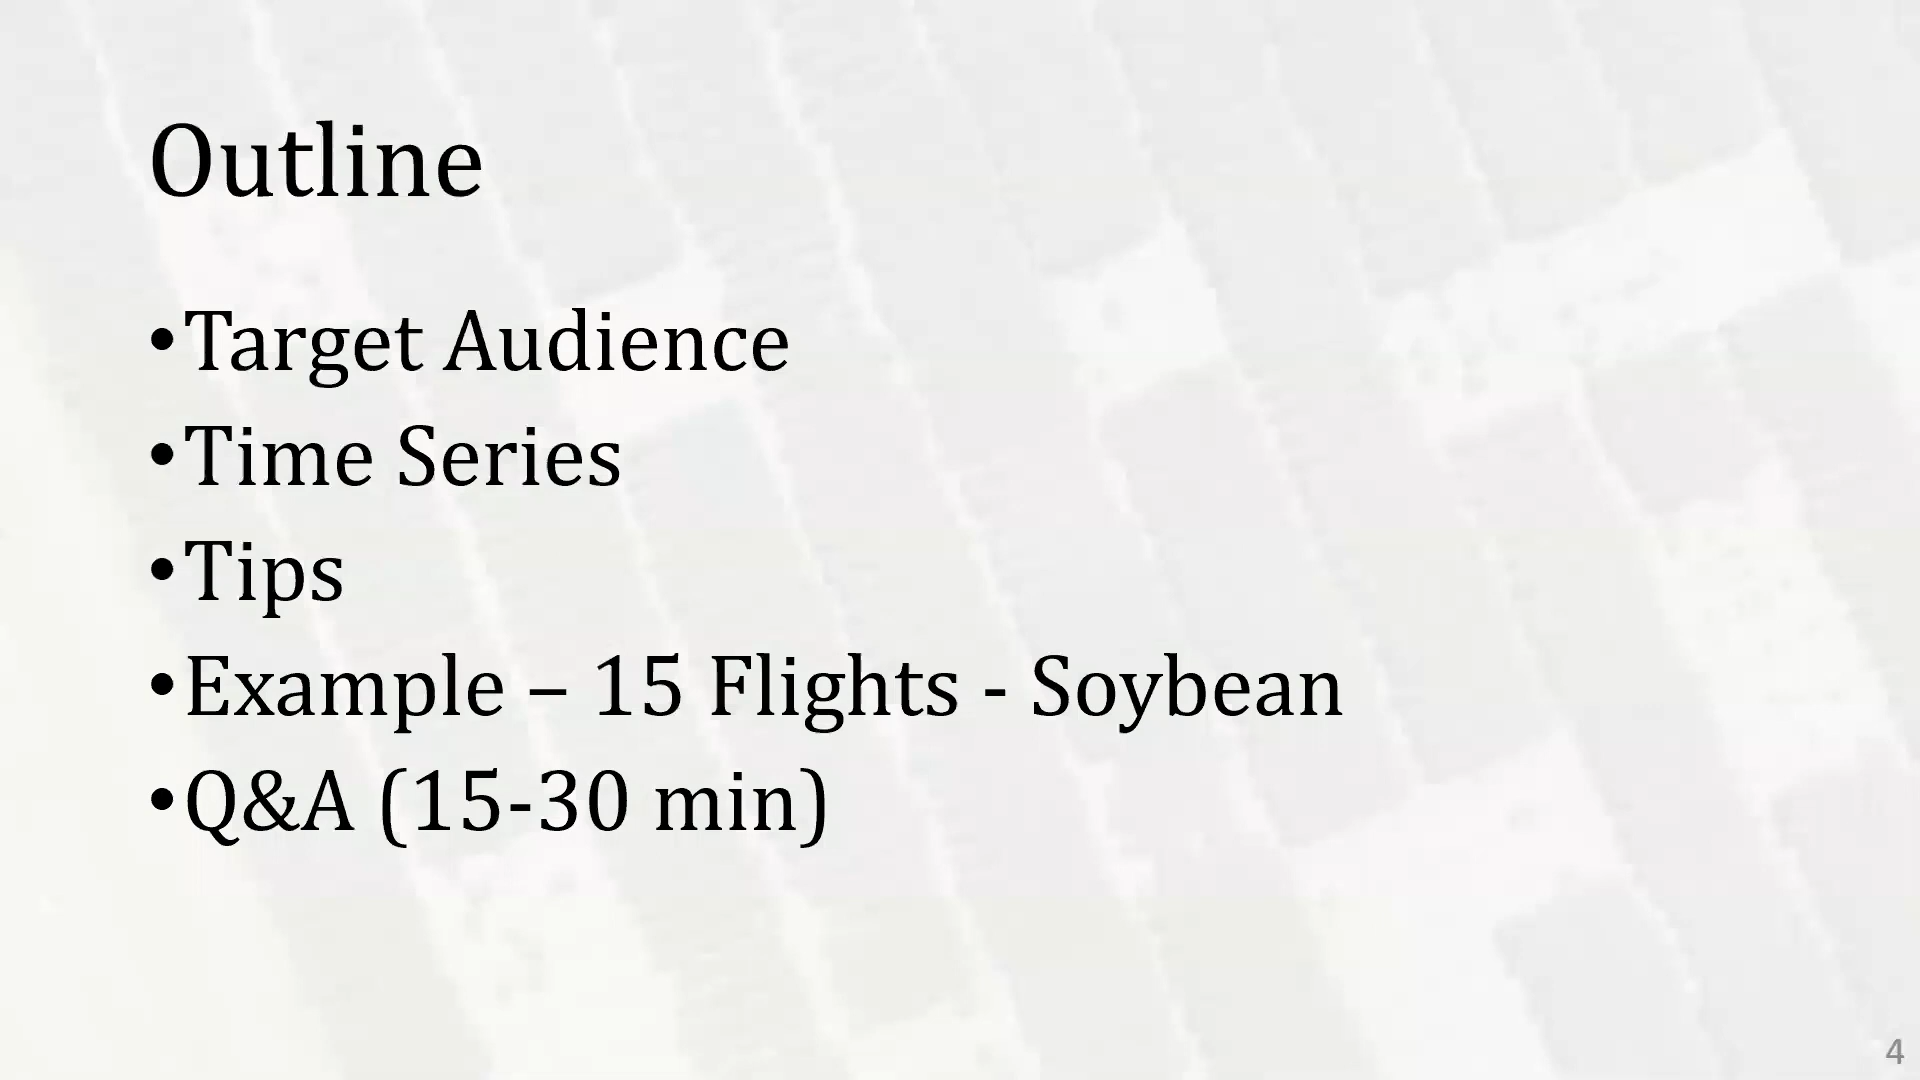 Outline
•Target Audience
•Time Series
•Tips
•Example – 15 Flights - Soybean
•Q&A (15-30 min)
4